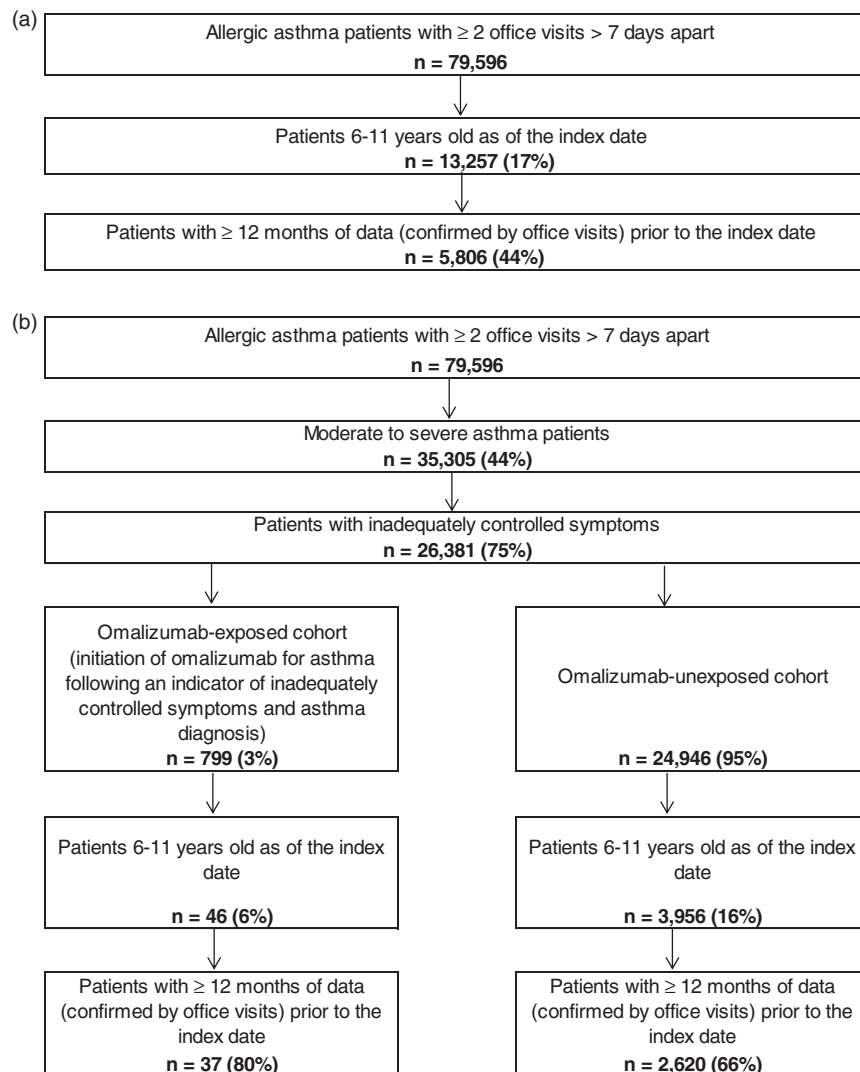 (a)
Allergic asthma patients with ≥ 2 office visits > 7 days apart
n = 79,596
Patients 6-11 years old as of the index date
n = 13,257 (17%)
Patients with ≥ 12 months of data (confirmed by office visits) prior to the index date
n = 5,806 (44%)
(b)
Allergic asthma patients with ≥ 2 office visits > 7 days apart
n = 79,596
Moderate to severe asthma patients
n = 35,305 (44%)
Patients with inadequately controlled symptoms
n = 26,381 (75%)
Omalizumab-exposed cohort
(initiation of omalizumab for asthma
following an indicator of inadequately
controlled symptoms and asthma
diagnosis)
n = 799 (3%)
Omalizumab-unexposed cohort
n = 24,946 (95%)
Patients 6-11 years old as of the index
date
n = 46 (6%)
Patients 6-11 years old as of the index
date
n = 3,956 (16%)
Patients with ≥ 12 months of data
(confirmed by office visits) prior to the
index date
n = 37 (80%)
Patients with ≥ 12 months of data
(confirmed by office visits) prior to the
index date
n = 2,620 (66%)